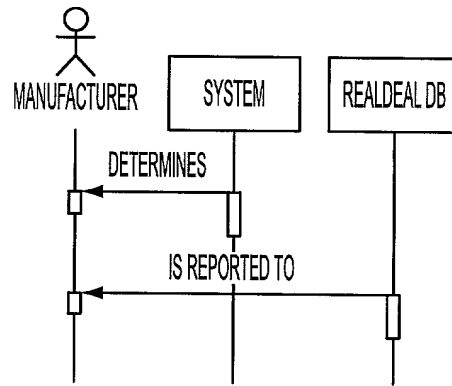 MANUFACTURER
SYSTEM
REALDEAL DB
DETERMINES
IS REPORTED TO